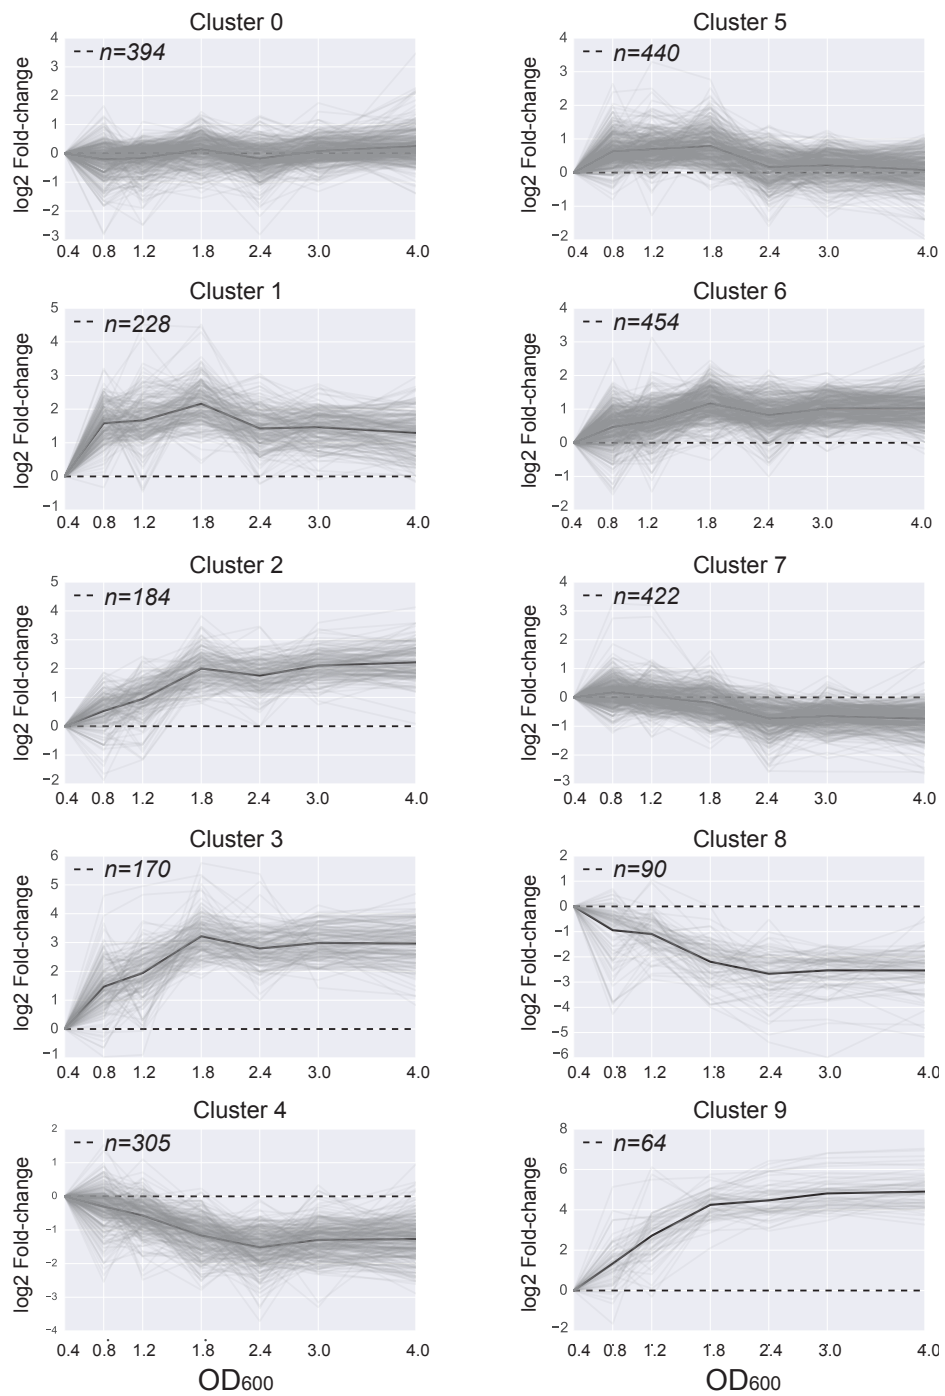 Cluster 0
log2 Fold-change
4
3
2
1
0
−1
−2
−3
n=394
0.4 0.8 1.2 1.8 2.4 3.0 4.0
Cluster 5
log2 Fold-change
4
3
2
1
0
−1
−2
n=440
0.4 0.8 1.2 1.8 2.4 3.0 4.0
Cluster 1
log2 Fold-change
5
4
3
2
1
0
−1
n=228
0.4 0.8 1.2 1.8 2.4 3.0 4.0
Cluster 6
log2 Fold-change
4
3
2
1
0
−1
−2
n=454
0.4 0.8 1.2 1.8 2.4 3.0 4.0
Cluster 2
log2 Fold-change
5
4
3
2
1
0
−1
−2
n=184
0.4 0.8 1.2 1.8 2.4 3.0 4.0
Cluster 7
log2 Fold-change
4
3
2
1
0
−1
−2
−3
n=422
0.4 0.8 1.2 1.8 2.4 3.0 4.0
Cluster 3
log2 Fold-change
6
5
4
3
2
1
0
−1
n=170
0.4 0.8 1.2 1.8 2.4 3.0 4.0
Cluster 8
log2 Fold-change
2
1
0
−1
−2
−3
−4
−5
−6
n=90
0.4 0.8 1.2 1.8 2.4 3.0 4.0
Cluster 4
log2 Fold-change
2
1
0
−1
−2
−3
−4
n=305
0.4 0.8 1.2 1.8 2.4 3.0 4.0
OD600
Cluster 9
log2 Fold-change
8
6
4
2
0
−2
n=64
0.4 0.8 1.2 1.8 2.4 3.0 4.0
OD600